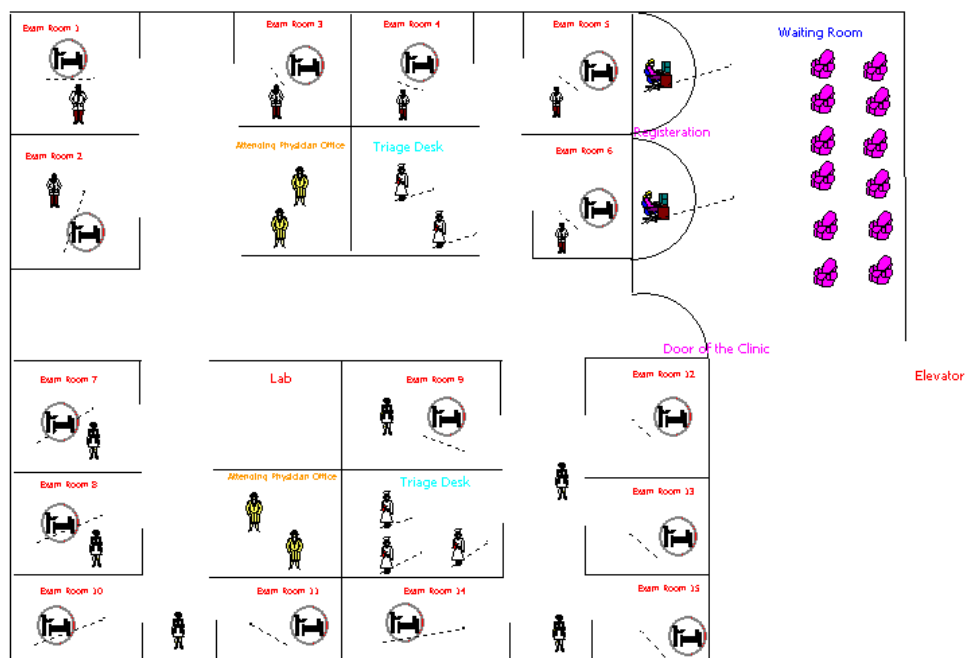 Exam Room 1
Exam Room 3
Exam Room 4
Exam Room 5
Waiting Room
Registeration
Exam Room 2
Attending Physician Office
Triage Desk
Exam Room 6
Door of the Clinic
Exam Room 7
Lab
Exam Room 9
Exam Room 12
Elevator
Exam Room 8
Attending Physician Office
Triage Desk
Exam Room 13
Exam Room 10
Exam Room 11
Exam Room 14
Exam Room 15